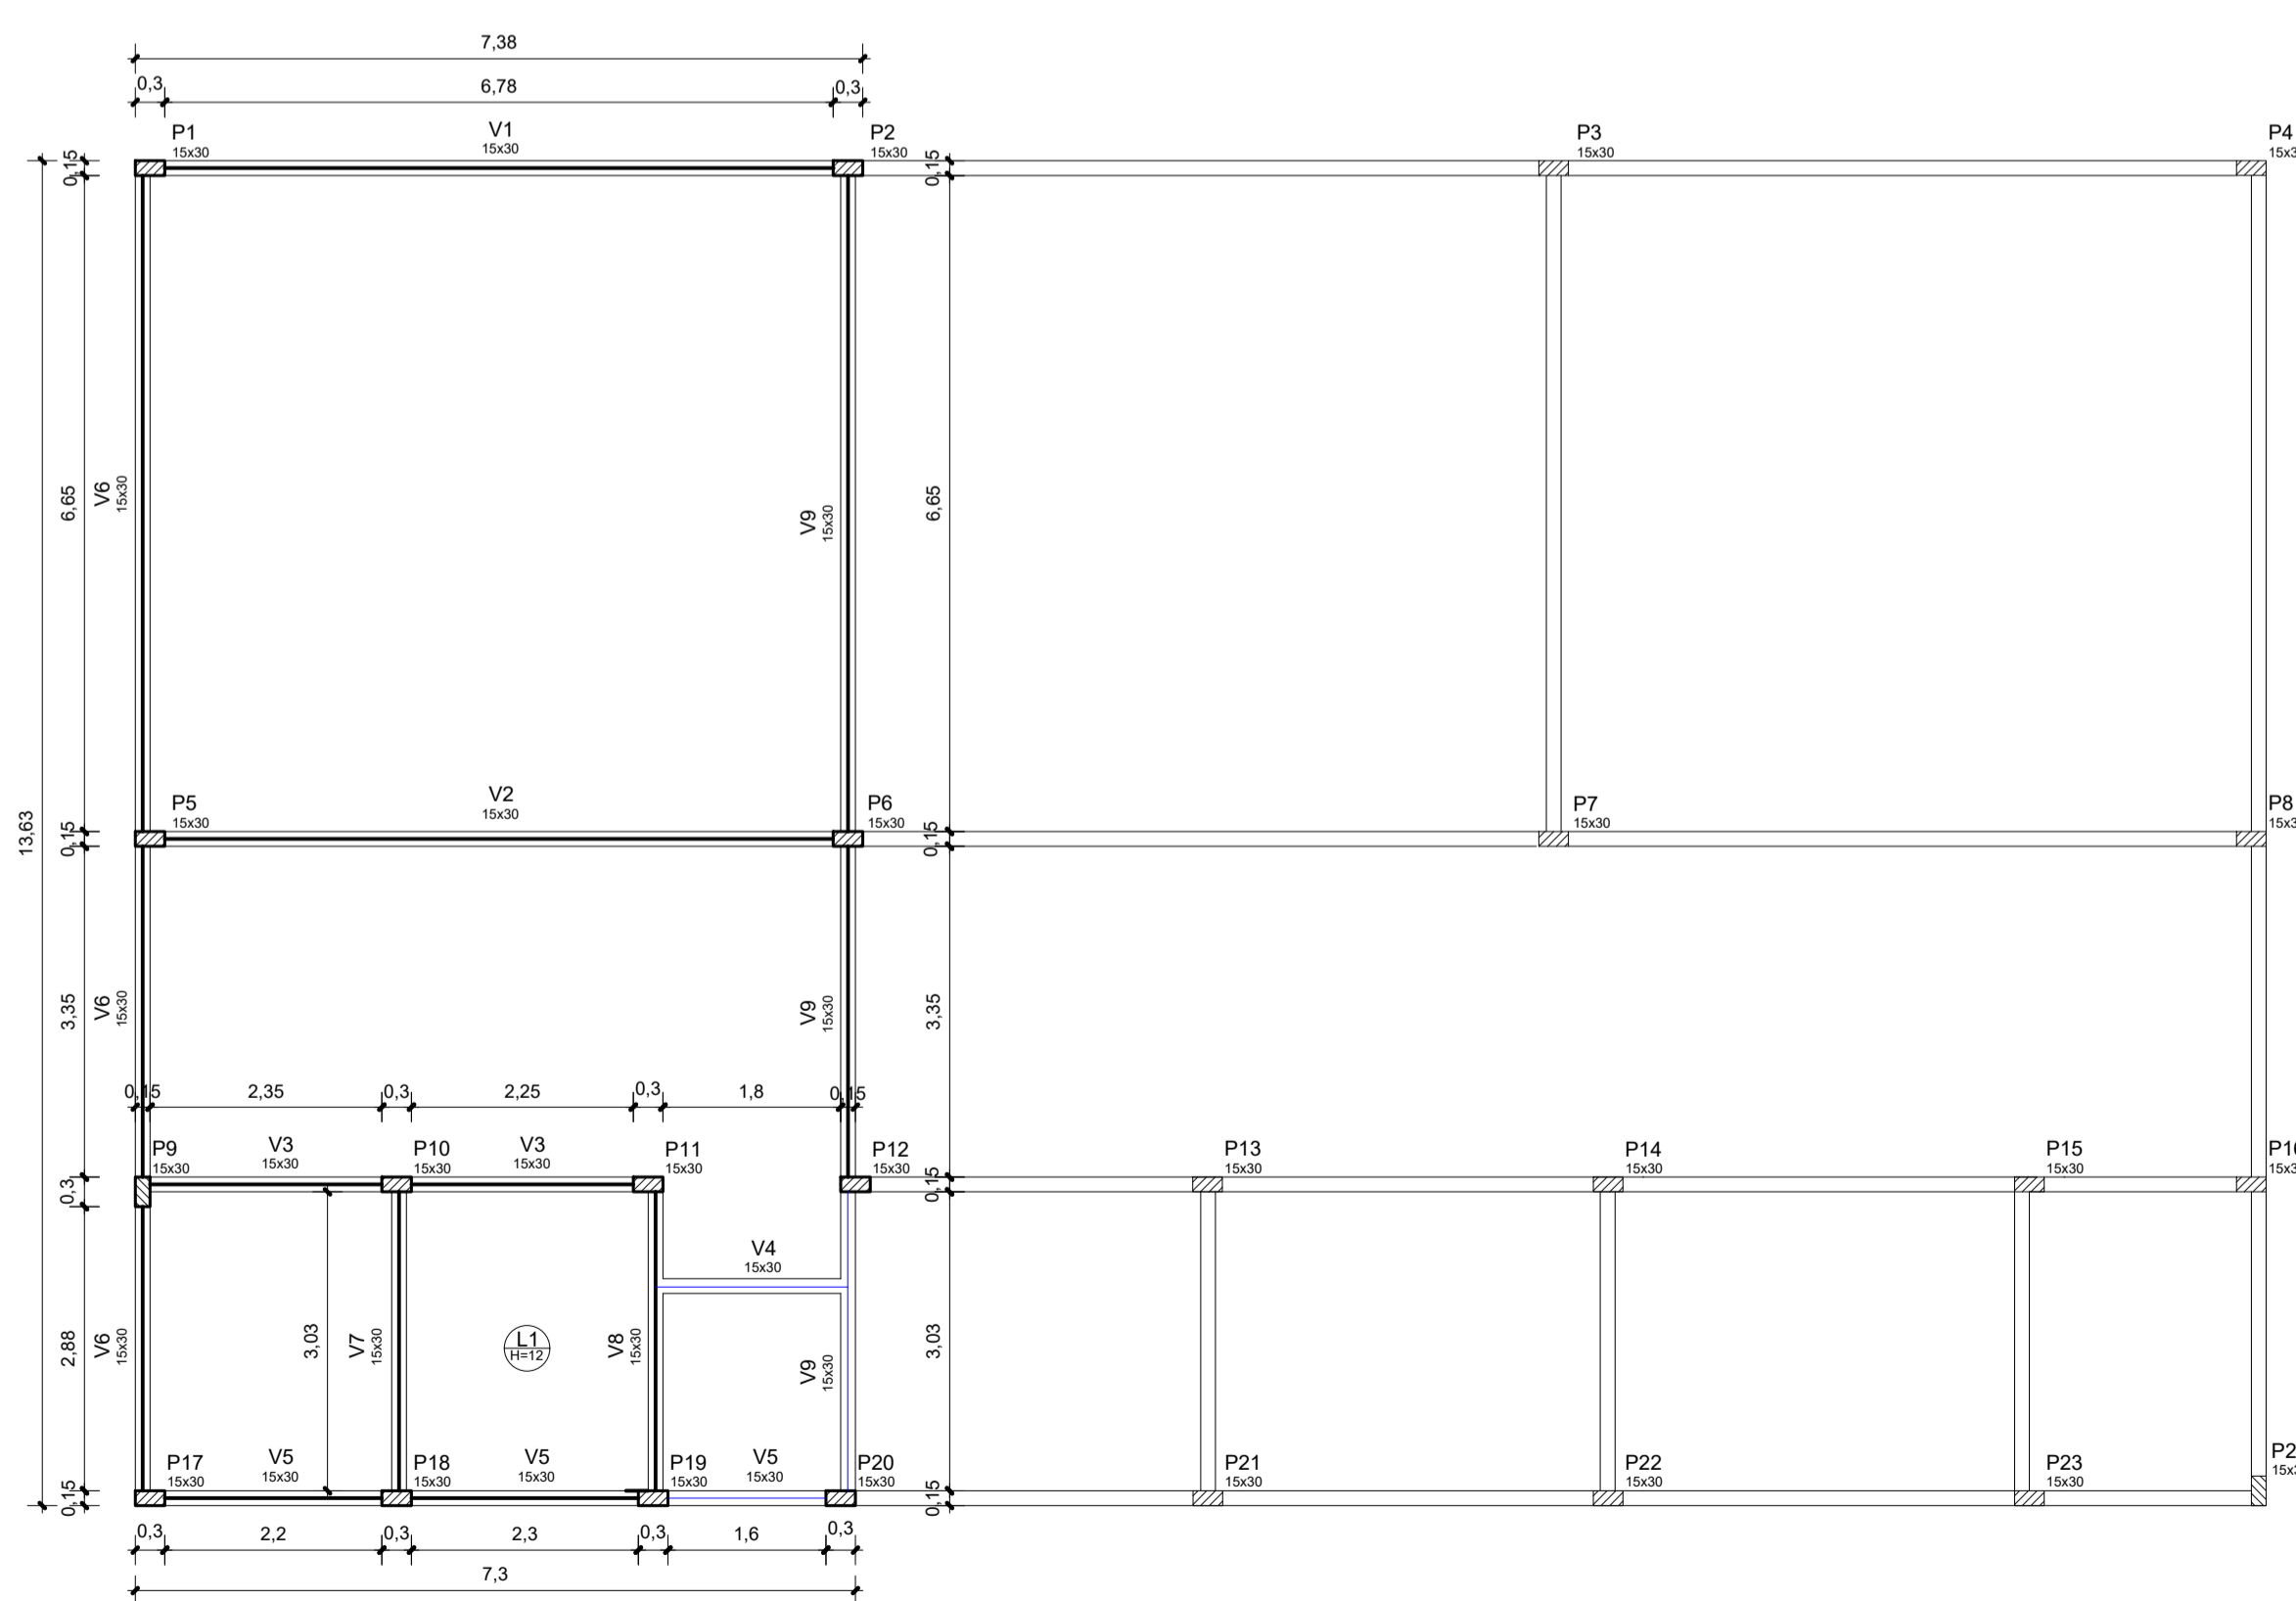 7,38
0,3
6,78
0,3
P1
15x30
V1
15x30
P2
15x30
P3
15x30
P4
0,15
0,15
6,65
V6
15x30
V9
15x30
6,65
P5
15x30
V2
15x30
P6
15x30
P7
15x30
P8
13,63
0,15
0,15
3,35
V6
15x30
V9
15x30
3,35
0,15
2,35
0,3
2,25
0,3
1,8
0,15
P9
15x30
V3
15x30
P10
15x30
V3
15x30
P11
15x30
P12
15x30
P13
15x30
P14
15x30
P15
15x30
0,3
0,15
V4
15x30
2,88
V6
15x30
3,03
V7
15x30
L1
H=12
V8
15x30
V9
15x30
3,03
P17
15x30
V5
15x30
P18
15x30
V5
15x30
P19
15x30
V5
15x30
P20
15x30
P21
15x30
P22
15x30
P23
15x30
0,15
0,15
0,3
2,2
0,3
2,3
0,3
1,6
0,3
7,3